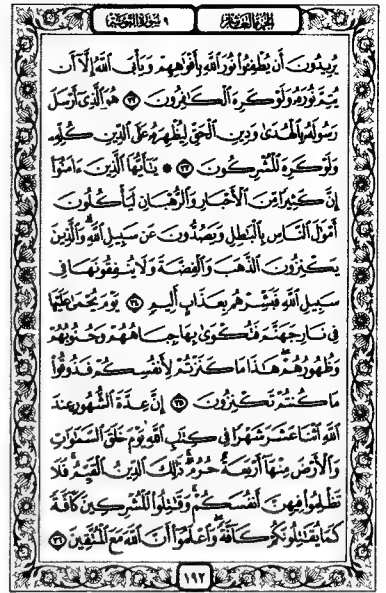 الجزء العاشر ٩ سورة التوبة
يُرِيدُونَ أَن يُطْفِـُٔوا۟ نُورَ ٱللَّهِ بِأَفْوَٰهِهِمْ وَيَأْبَى ٱللَّهُ إِلَّآ أَن
يُتِمَّ نُورَهُۥ وَلَوْ كَرِهَ ٱلْكَٰفِرُونَ ٣٢ هُوَ ٱلَّذِىٓ أَرْسَلَ
رَسُولَهُۥ بِٱلْهُدَىٰ وَدِينِ ٱلْحَقِّ لِيُظْهِرَهُۥ عَلَى ٱلدِّينِ كُلِّهِۦ
وَلَوْ كَرِهَ ٱلْمُشْرِكُونَ ٣٣ ۞ يَٰٓأَيُّهَا ٱلَّذِينَ ءَامَنُوٓا۟
إِنَّ كَثِيرًا مِّنَ ٱلْأَحْبَارِ وَٱلرُّهْبَانِ لَيَأْكُلُونَ
أَمْوَٰلَ ٱلنَّاسِ بِٱلْبَٰطِلِ وَيَصُدُّونَ عَن سَبِيلِ ٱللَّهِ ۗ وَٱلَّذِينَ
يَكْنِزُونَ ٱلذَّهَبَ وَٱلْفِضَّةَ وَلَا يُنفِقُونَهَا فِى
سَبِيلِ ٱللَّهِ فَبَشِّرْهُم بِعَذَابٍ أَلِيمٍ ٣٤ يَوْمَ يُحْمَىٰ عَلَيْهَا
فِى نَارِ جَهَنَّمَ فَتُكْوَىٰ بِهَا جِبَاهُهُمْ وَجُنُوبُهُمْ
وَظُهُورُهُمْ ۖ هَٰذَا مَا كَنَزْتُمْ لِأَنفُسِكُمْ فَذُوقُوا۟
مَا كُنتُمْ تَكْنِزُونَ ٣٥ إِنَّ عِدَّةَ ٱلشُّهُورِ عِندَ
ٱللَّهِ ٱثْنَا عَشَرَ شَهْرًا فِى كِتَٰبِ ٱللَّهِ يَوْمَ خَلَقَ ٱلسَّمَٰوَٰتِ
وَٱلْأَرْضَ مِنْهَآ أَرْبَعَةٌ حُرُمٌ ۚ ذَٰلِكَ ٱلدِّينُ ٱلْقَيِّمُ ۚ فَلَا
تَظْلِمُوا۟ فِيهِنَّ أَنفُسَكُمْ ۚ وَقَٰتِلُوا۟ ٱلْمُشْرِكِينَ كَآفَّةً
كَمَا يُقَٰتِلُونَكُمْ كَآفَّةً ۚ وَٱعْلَمُوٓا۟ أَنَّ ٱللَّهَ مَعَ ٱلْمُتَّقِينَ ٣٦
١٩٢